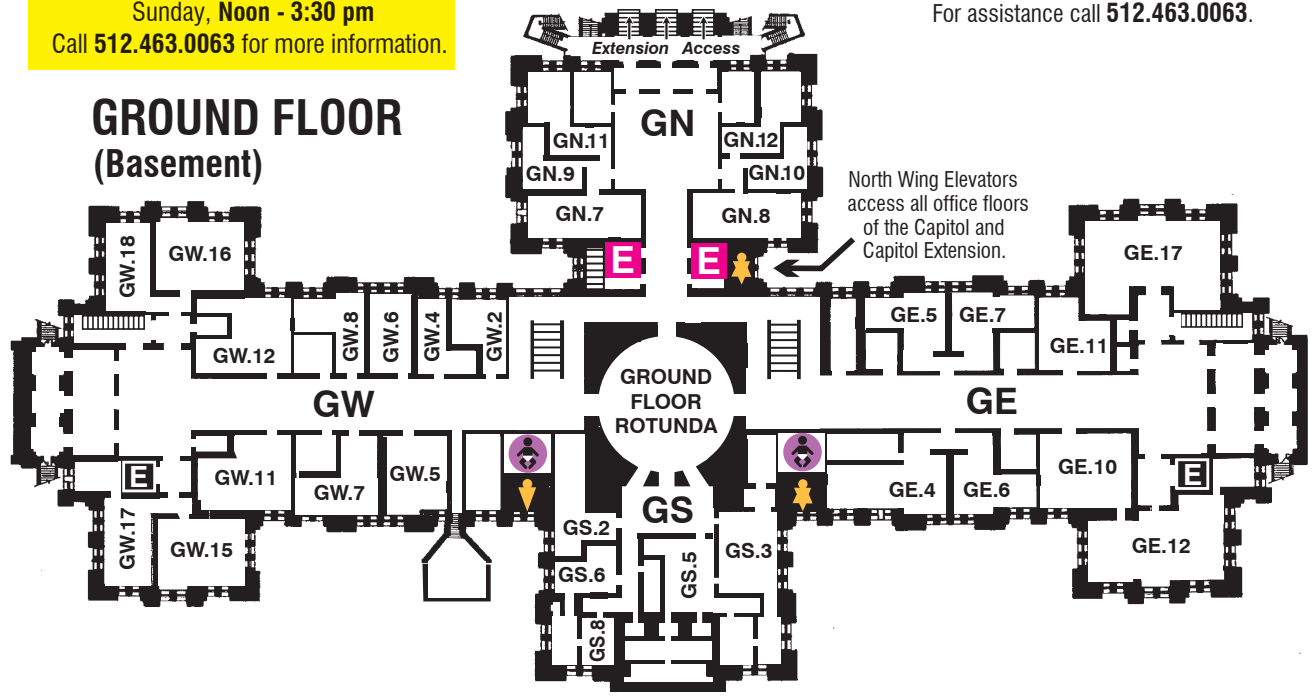 Sunday, Noon - 3:30 pm
Call 512.463.0063 for more information.
For assistance call 512.463.0063.
GROUND FLOOR
(Basement)
Extension Access
GN
GN.11
GN.12
GN.9
GN.10
GN.7
GN.8
E
E
North Wing Elevators
access all office floors
of the Capitol and
Capitol Extension.
GW.18
GW.16
GE.17
GW.12
GW.8
GW.6
GW.4
GW.2
GE.5
GE.7
GE.11
GW
GROUND
FLOOR
ROTUNDA
GE
E
GW.11
GW.7
GW.5
GE.4
GE.6
GE.10
E
GS
GW.17
GW.15
GS.2
GS.3
GE.12
GS.6
GS.5
GS.8